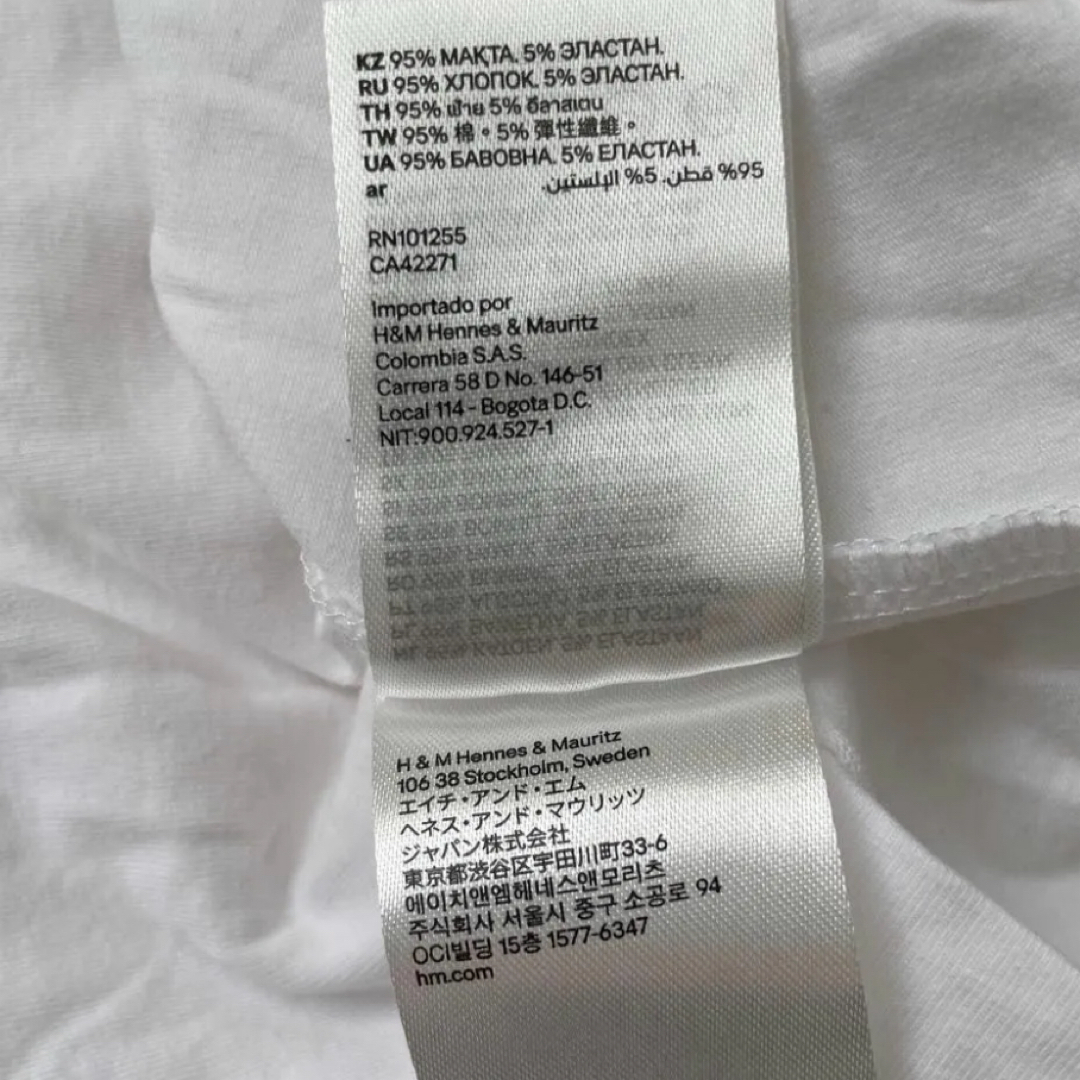 KZ 95% МАҚТА. 5% ЭЛАСТАН.
RU 95% ХЛОПОК. 5% ЭЛАСТАН.
TH 95% ฝ้าย 5% อีลาสเตน
TW 95% 棉。5% 彈性纖維。
UA 95% БАВОВНА. 5% ЕЛАСТАН.
ar 95% قطن. 5% الإلستين.
RN101255
CA42271
Importado por
H&M Hennes & Mauritz
Colombia S.A.S.
Carrera 58 D No. 146-51
Local 114 - Bogota D.C.
NIT:900.924.527-1
H & M Hennes & Mauritz
106 38 Stockholm, Sweden
エイチ・アンド・エム
ヘネス・アンド・マウリッツ
ジャパン株式会社
東京都渋谷区宇田川町33-6
에이치앤엠헤네스앤모리츠
주식회사 서울시 중구 소공로 94
OCI빌딩 15층 1577-6347
hm.com